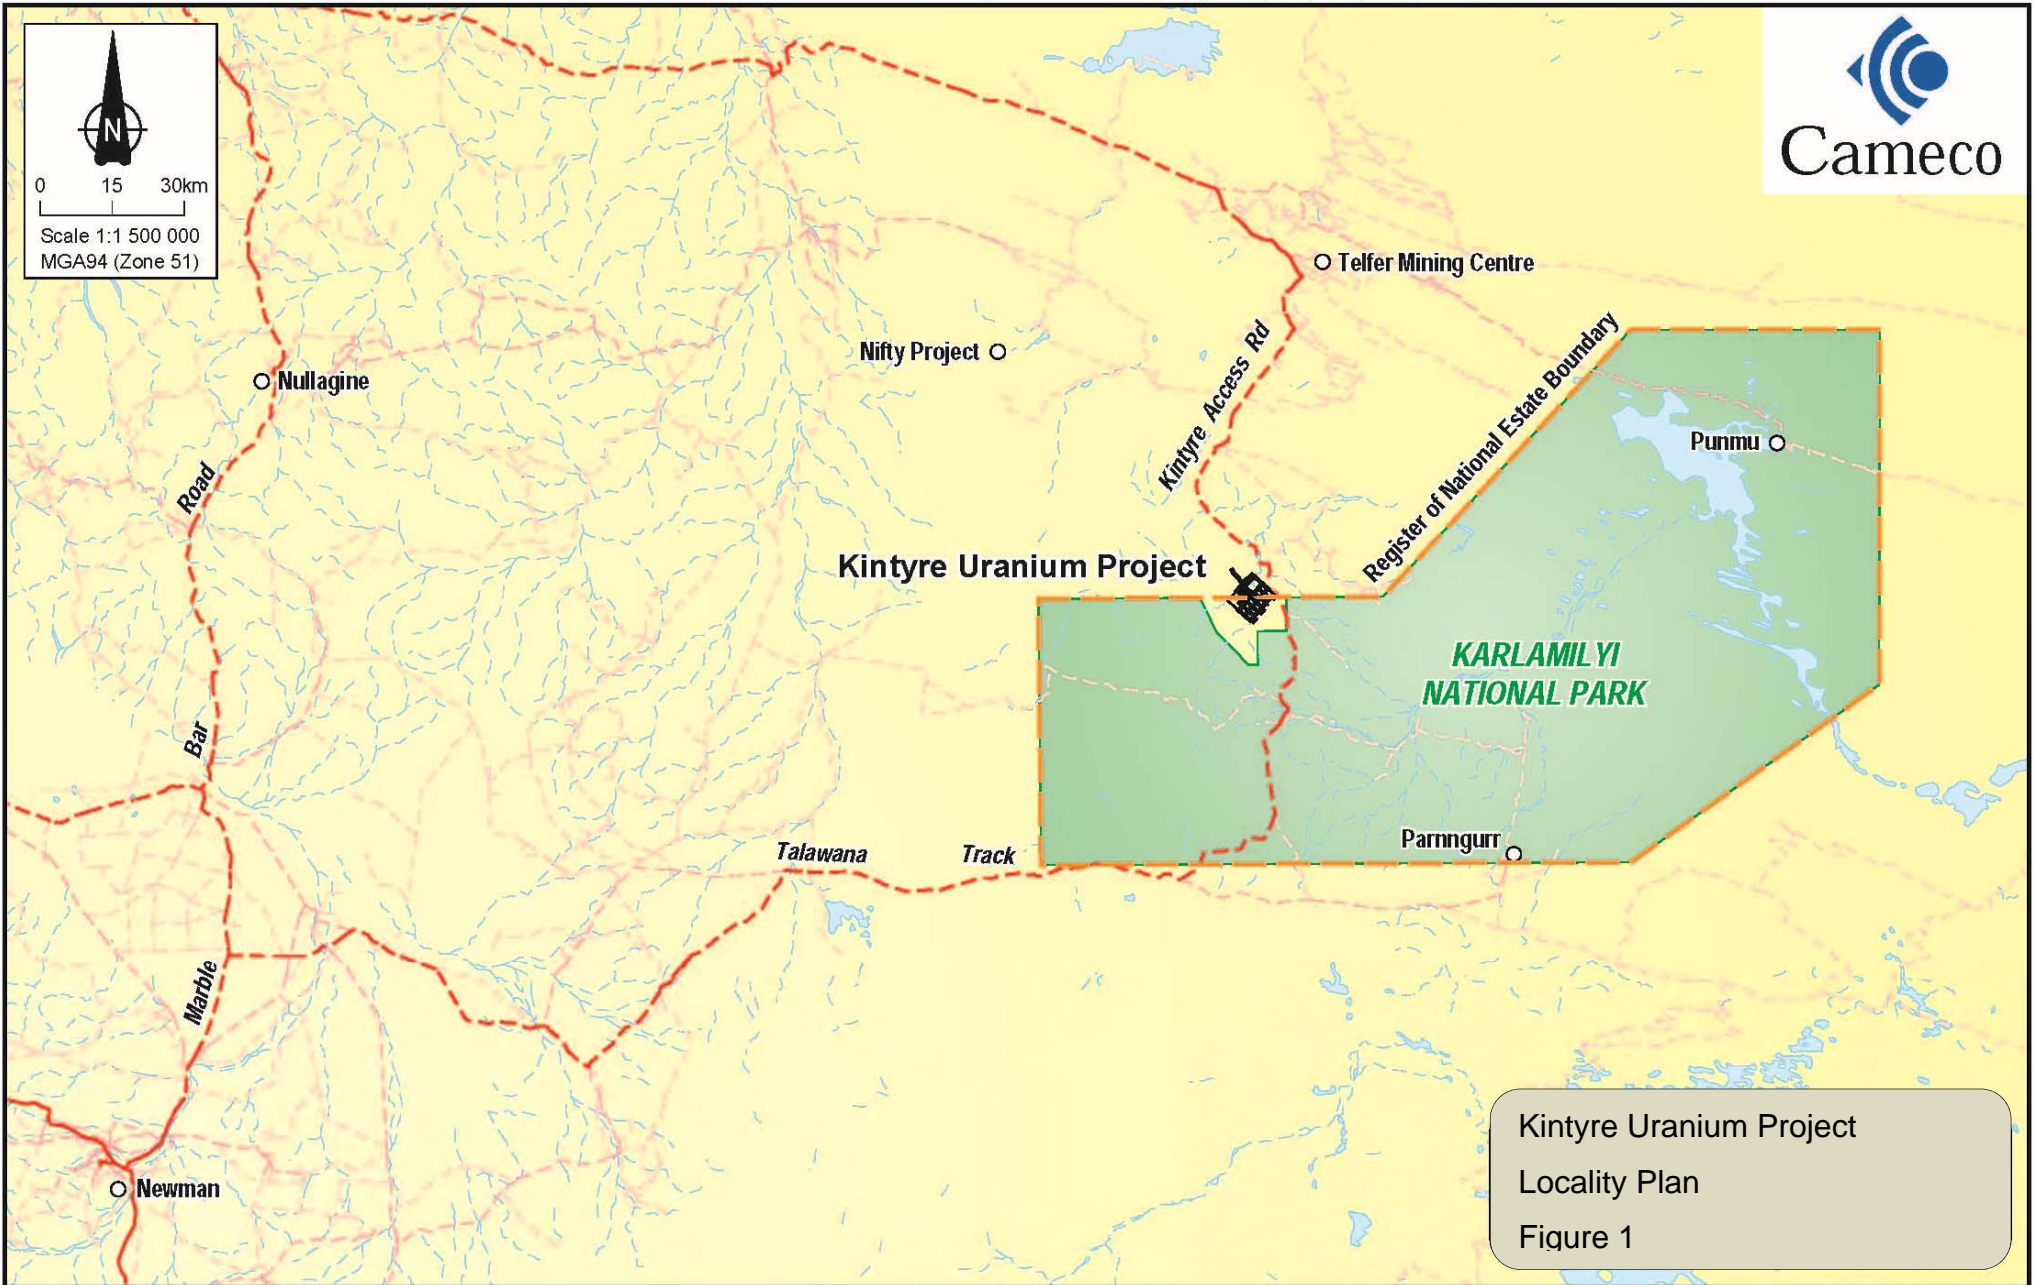 N
0 15 30km
Scale 1:1 500 000
MGA94 (Zone 51)
Cameco
Telfer Mining Centre
Nifty Project
Kintyre Access Rd
Register of National Estate Boundary
Nullagine
Punmu
Road
Kintyre Uranium Project
KARLAMILYI
NATIONAL PARK
Bar
Parnngurr
Talawana Track
Marble
Newman
Kintyre Uranium Project
Locality Plan
Figure 1